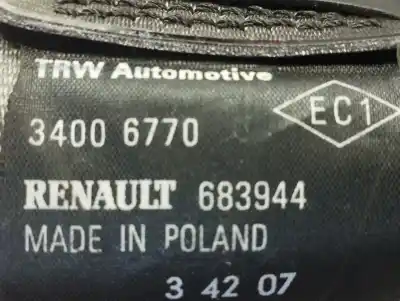 TRW Automotive
EC1
3400 6770
RENAULT 683944
MADE IN POLAND
3 42 07